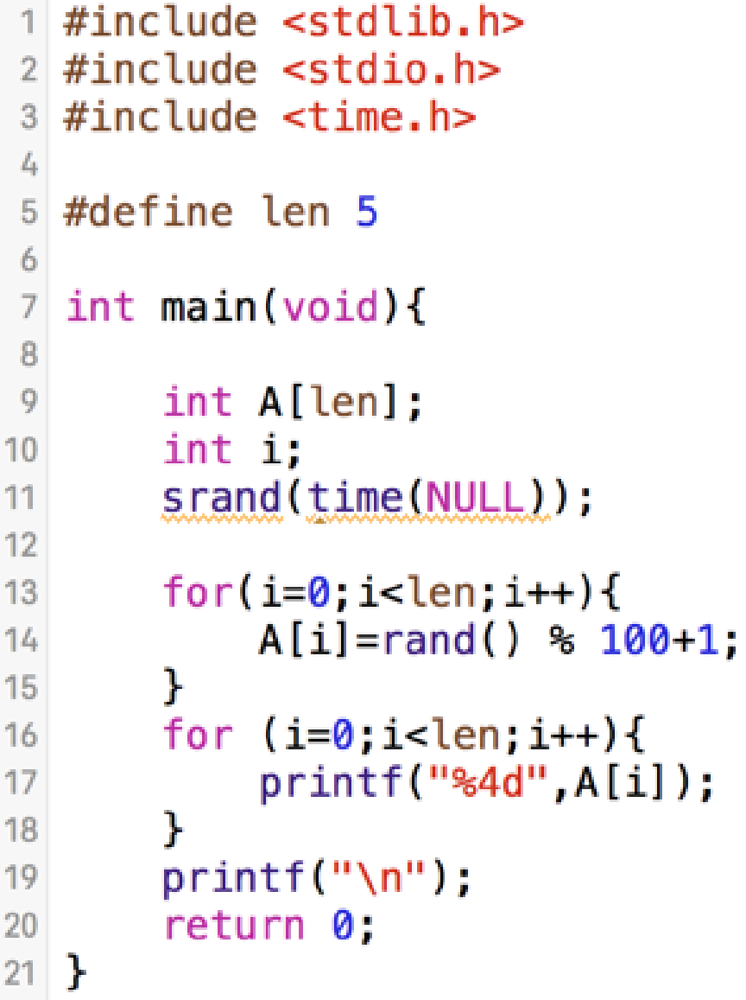 1 #include <stdlib.h>
2 #include <stdio.h>
3 #include <time.h>
4
5 #define len 5
6
7 int main(void){
8
9     int A[len];
10     int i;
11     srand(time(NULL));
12
13     for(i=0;i<len;i++){
14         A[i]=rand() % 100+1;
15     }
16     for (i=0;i<len;i++){
17         printf("%4d",A[i]);
18     }
19     printf("\n");
20     return 0;
21 }